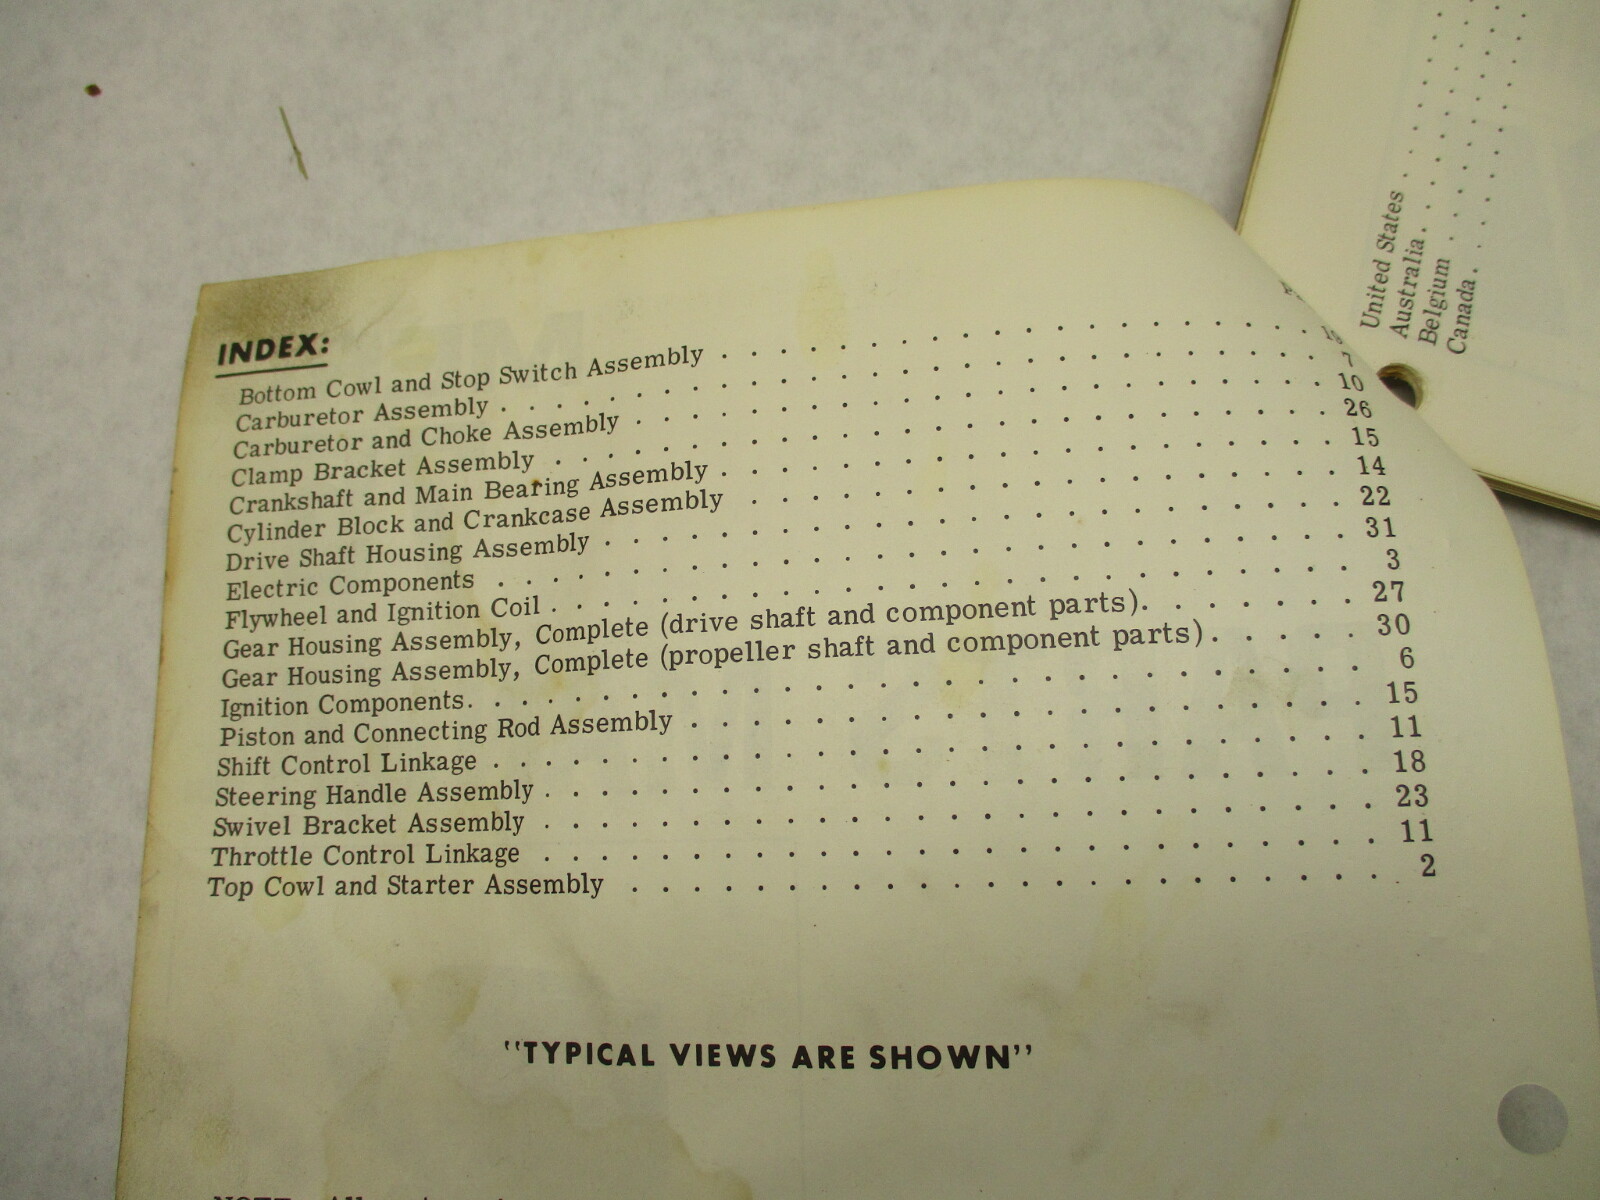 INDEX:
Bottom Cowl and Stop Switch Assembly . . . . . . . . . . . . . . . . . . . .
Carburetor Assembly . . . . . . . . . . . . . . . . . . . . . . . . . . . 7
Carburetor and Choke Assembly . . . . . . . . . . . . . . . . . . . . . . . 10
Clamp Bracket Assembly . . . . . . . . . . . . . . . . . . . . . . . . . . 26
Crankshaft and Main Bearing Assembly . . . . . . . . . . . . . . . . . . . . 15
Cylinder Block and Crankcase Assembly . . . . . . . . . . . . . . . . . . . 14
Drive Shaft Housing Assembly . . . . . . . . . . . . . . . . . . . . . . . . 22
Electric Components . . . . . . . . . . . . . . . . . . . . . . . . . . . . 31
Flywheel and Ignition Coil . . . . . . . . . . . . . . . . . . . . . . . . . 3
Gear Housing Assembly, Complete (drive shaft and component parts). . . . . . . 27
Gear Housing Assembly, Complete (propeller shaft and component parts) . . . . . 30
Ignition Components. . . . . . . . . . . . . . . . . . . . . . . . . . . . . 6
Piston and Connecting Rod Assembly . . . . . . . . . . . . . . . . . . . . . 15
Shift Control Linkage . . . . . . . . . . . . . . . . . . . . . . . . . . . 11
Steering Handle Assembly . . . . . . . . . . . . . . . . . . . . . . . . . . 18
Swivel Bracket Assembly . . . . . . . . . . . . . . . . . . . . . . . . . . 23
Throttle Control Linkage . . . . . . . . . . . . . . . . . . . . . . . . . . 11
Top Cowl and Starter Assembly . . . . . . . . . . . . . . . . . . . . . . . 2
"TYPICAL VIEWS ARE SHOWN"
United States . . . . . .
Australia . . . . . . . .
Belgium . . . . . . . . .
Canada . . . . . . . . .